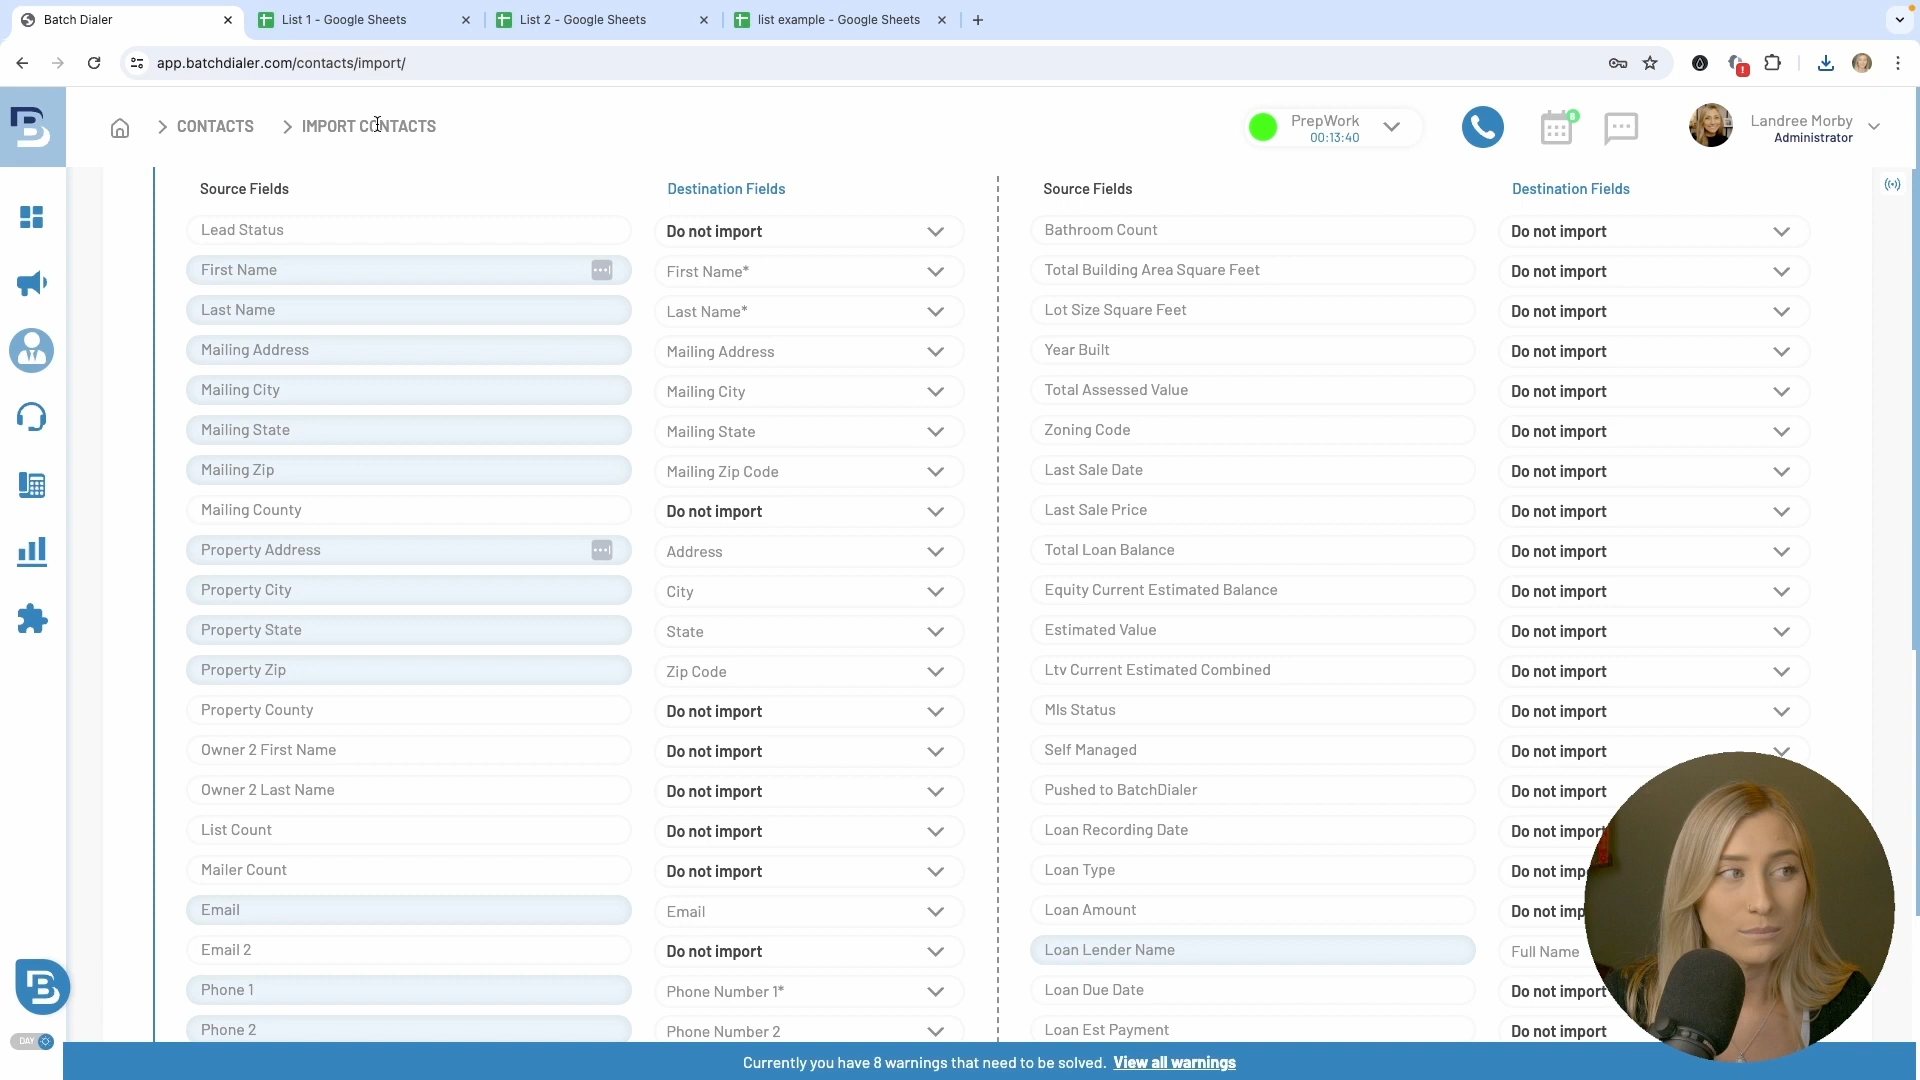 Batch Dialer
List 1 - Google Sheets
List 2 - Google Sheets
list example - Google Sheets
app.batchdialer.com/contacts/import/
CONTACTS
IMPORT CONTACTS
PrepWork
00:13:40
8
Landree Morby
Administrator
Source Fields
Destination Fields
Lead Status
Do not import
First Name
First Name*
Last Name
Last Name*
Mailing Address
Mailing Address
Mailing City
Mailing City
Mailing State
Mailing State
Mailing Zip
Mailing Zip Code
Mailing County
Do not import
Property Address
Address
Property City
City
Property State
State
Property Zip
Zip Code
Property County
Do not import
Owner 2 First Name
Do not import
Owner 2 Last Name
Do not import
List Count
Do not import
Mailer Count
Do not import
Email
Email
Email 2
Do not import
Phone 1
Phone Number 1*
Phone 2
Phone Number 2
Source Fields
Destination Fields
Bathroom Count
Do not import
Total Building Area Square Feet
Do not import
Lot Size Square Feet
Do not import
Year Built
Do not import
Total Assessed Value
Do not import
Zoning Code
Do not import
Last Sale Date
Do not import
Last Sale Price
Do not import
Total Loan Balance
Do not import
Equity Current Estimated Balance
Do not import
Estimated Value
Do not import
Ltv Current Estimated Combined
Do not import
Mls Status
Do not import
Self Managed
Do not import
Pushed to BatchDialer
Do not import
Loan Recording Date
Do not import
Loan Type
Do not imp
Loan Amount
Do not imp
Loan Lender Name
Full Name
Loan Due Date
Do not import
Loan Est Payment
Do not import
DAY
Currently you have 8 warnings that need to be solved. View all warnings